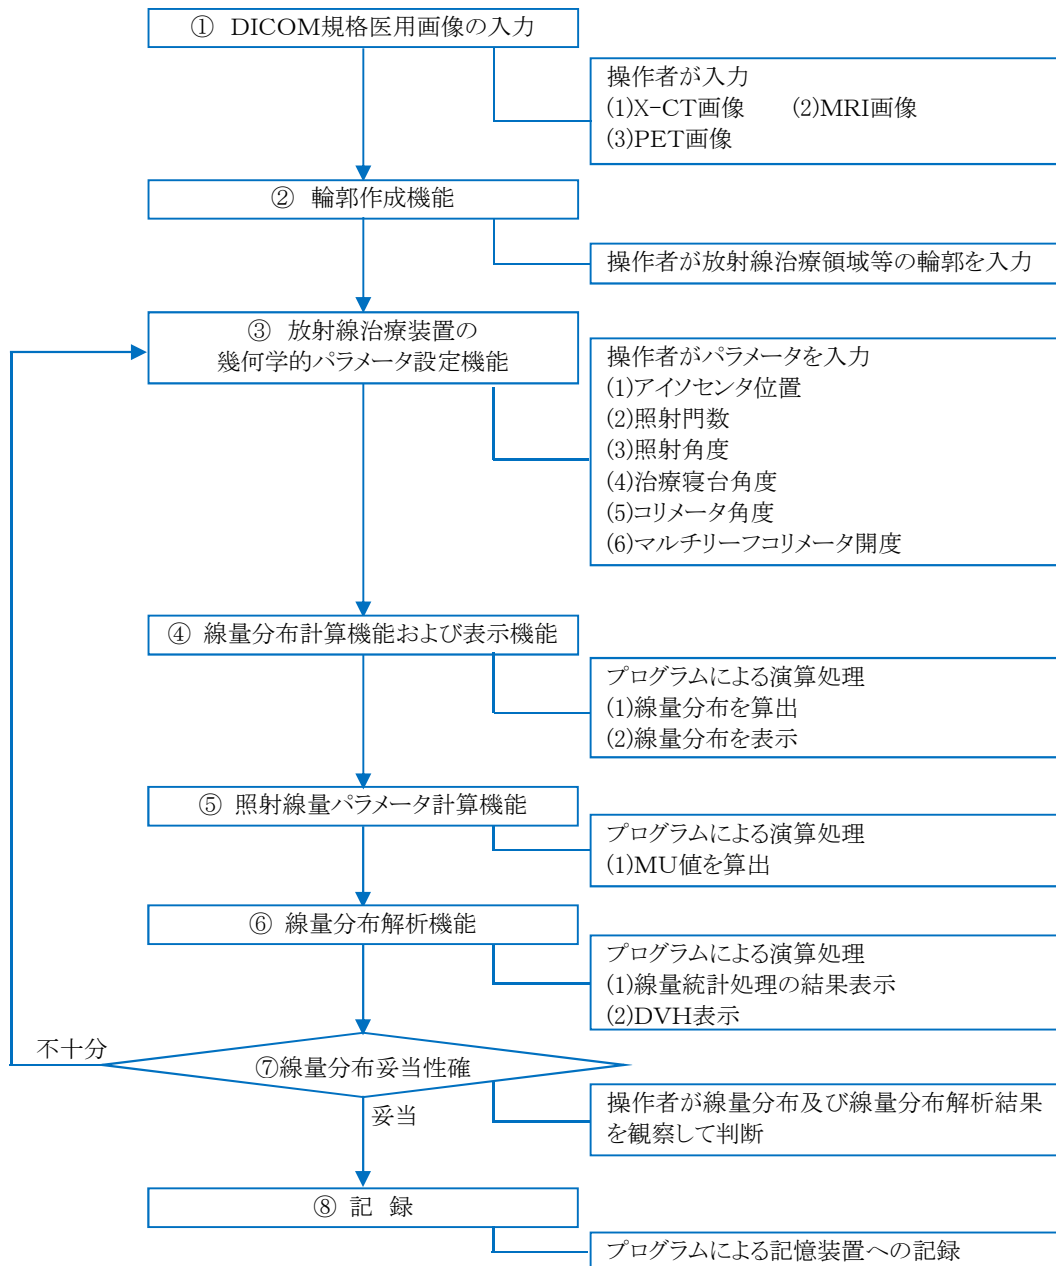 ① DICOM規格医用画像の入力
操作者が入力
(1)X-CT画像 (2)MRI画像
(3)PET画像
② 輪郭作成機能
操作者が放射線治療領域等の輪郭を入力
③ 放射線治療装置の
幾何学的パラメータ設定機能
操作者がパラメータを入力
(1)アイソセンタ位置
(2)照射門数
(3)照射角度
(4)治療寝台角度
(5)コリメータ角度
(6)マルチリーフコリメータ開度
④ 線量分布計算機能および表示機能
プログラムによる演算処理
(1)線量分布を算出
(2)線量分布を表示
⑤ 照射線量パラメータ計算機能
プログラムによる演算処理
(1)MU値を算出
⑥ 線量分布解析機能
プログラムによる演算処理
(1)線量統計処理の結果表示
(2)DVH表示
不十分
⑦線量分布妥当性確
妥当
操作者が線量分布及び線量分布解析結果
を観察して判断
⑧ 記 録
プログラムによる記憶装置への記録